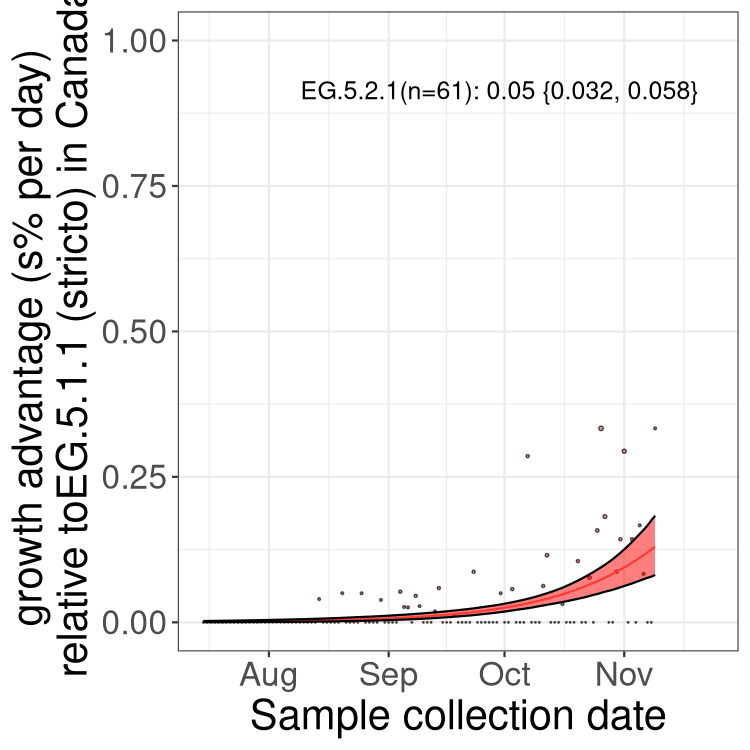 growth advantage (s% per day)
relative toEG.5.1.1 (stricto) in Canada
1.00
0.75
0.50
0.25
0.00
EG.5.2.1(n=61): 0.05 {0.032, 0.058}
Aug Sep Oct Nov
Sample collection date